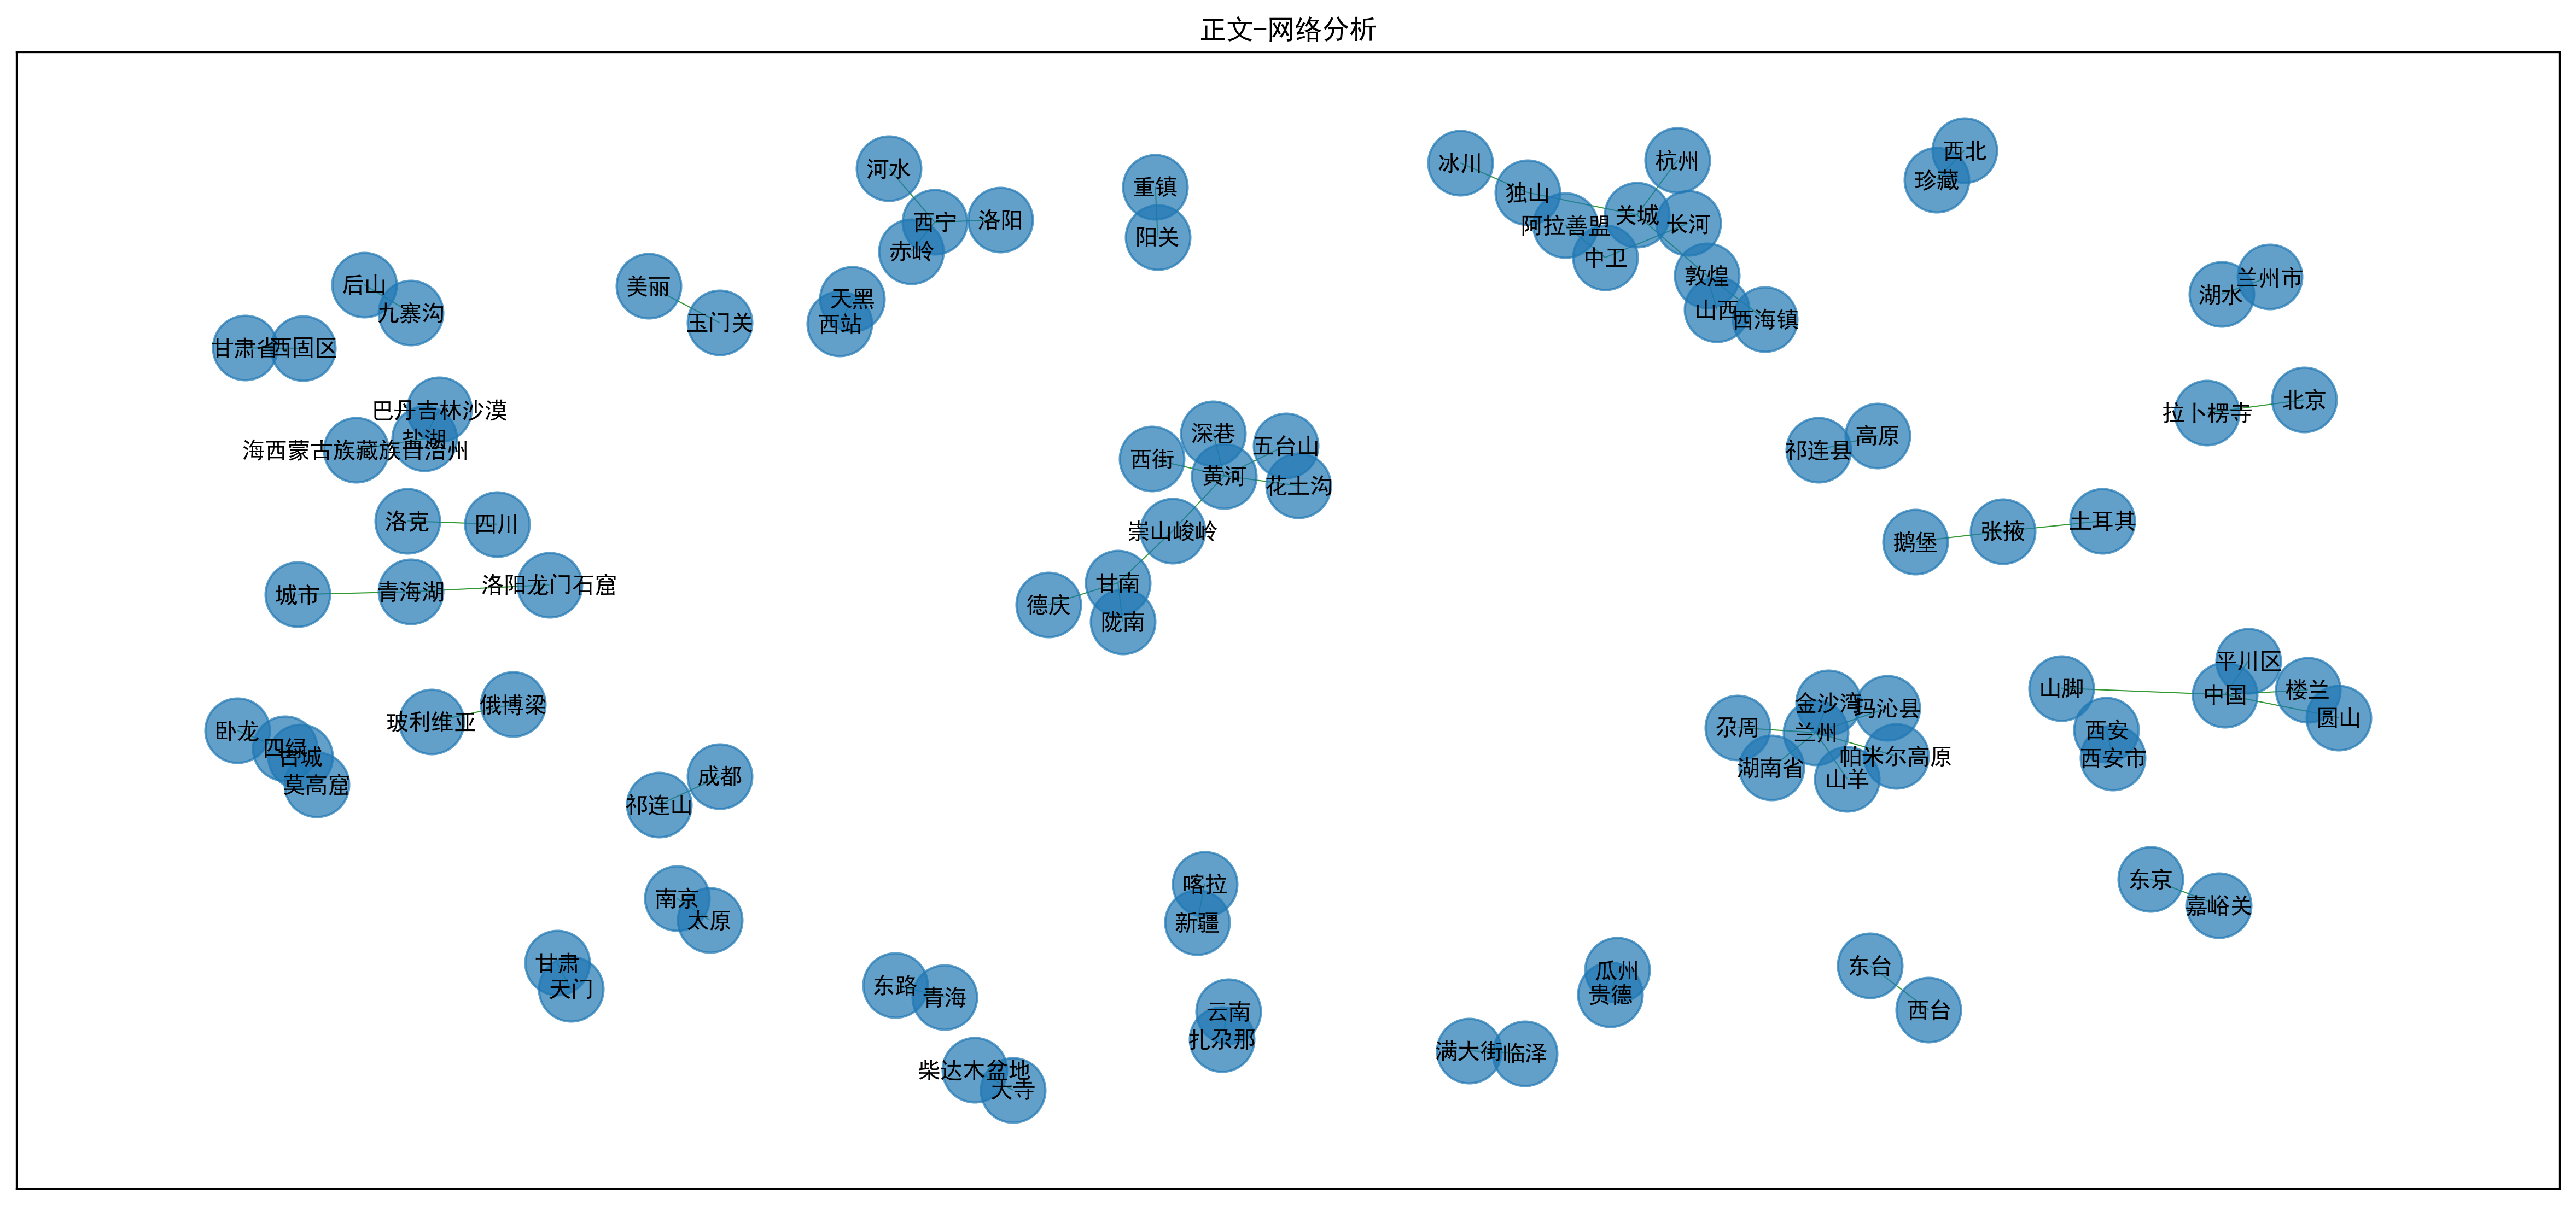 正文-网络分析
西北
珍藏
重镇
阳关
冰川
独山
杭州
关城
长河
阿拉善盟
中卫
敦煌
山西
西海镇
河水
西宁
洛阳
赤岭
天黑
西站
后山
九寨沟
美丽
玉门关
甘肃省
西固区
兰州市
湖水
巴丹吉林沙漠
盐湖
海西蒙古族藏族自治州
深巷
五台山
西街
黄河
花土沟
崇山峻岭
甘南
德庆
陇南
祁连县
高原
拉卜楞寺
北京
洛克
四川
鹅堡
张掖
土耳其
城市
青海湖
洛阳龙门石窟
平川区
山脚
中国
楼兰
圆山
西安
西安市
俄博梁
玻利维亚
卧龙
古城
莫高窟
金沙湾
玛沁县
尕周
兰州
湖南省
帕米尔高原
山羊
成都
祁连山
南京
太原
喀拉
新疆
东京
嘉峪关
甘肃
天门
东路
青海
瓜州
贵德
东台
西台
云南
扎尕那
满大街
临泽
柴达木盆地
大寺